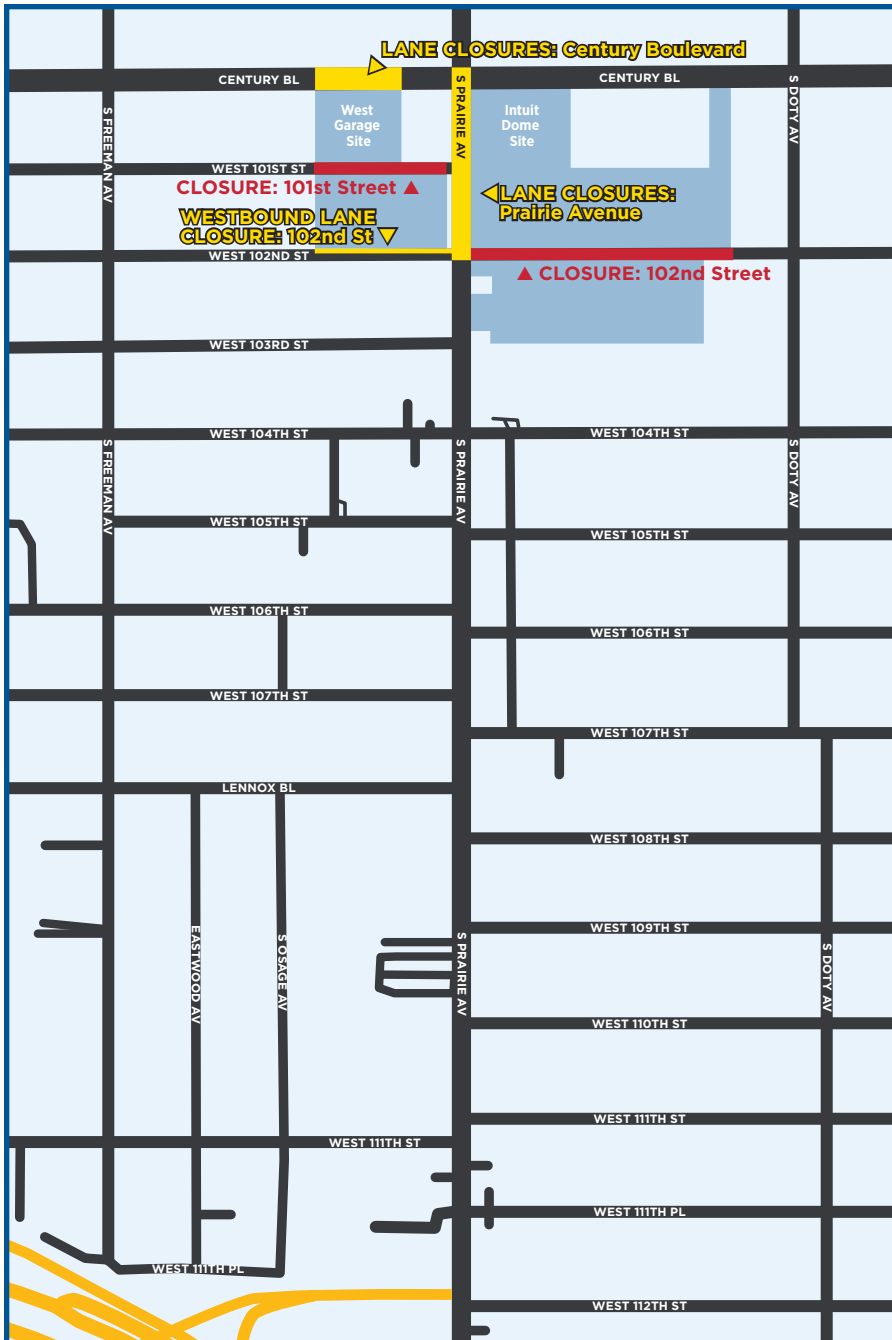 LANE CLOSURES: Century Boulevard
CENTURY BL
CENTURY BL
S PRAIRIE AV
S DOTY AV
S FREEMAN AV
West
Garage
Site
Intuit
Dome
Site
WEST 101ST ST
CLOSURE: 101st Street ▲
◀LANE CLOSURES:
Prairie Avenue
WESTBOUND LANE
CLOSURE: 102nd St ▼
WEST 102ND ST
▲ CLOSURE: 102nd Street
WEST 103RD ST
WEST 104TH ST
WEST 104TH ST
S FREEMAN AV
S PRAIRIE AV
S DOTY AV
WEST 105TH ST
WEST 105TH ST
WEST 106TH ST
WEST 106TH ST
WEST 107TH ST
WEST 107TH ST
LENNOX BL
WEST 108TH ST
EASTWOOD AV
S OSAGE AV
S PRAIRIE AV
S DOTY AV
WEST 109TH ST
WEST 110TH ST
WEST 111TH ST
WEST 111TH ST
WEST 111TH PL
WEST 111TH PL
WEST 112TH ST